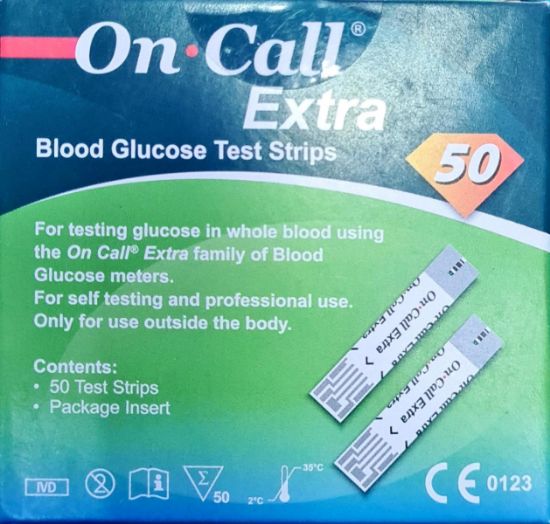 On·Call®
Extra
Blood Glucose Test Strips
50
For testing glucose in whole blood using
the On Call® Extra family of Blood
Glucose meters.
For self testing and professional use.
Only for use outside the body.
On·Call Extra
On·Call Extra
Contents:
• 50 Test Strips
• Package Insert
IVD
2
i
Σ
50
2°C
35°C
CE 0123